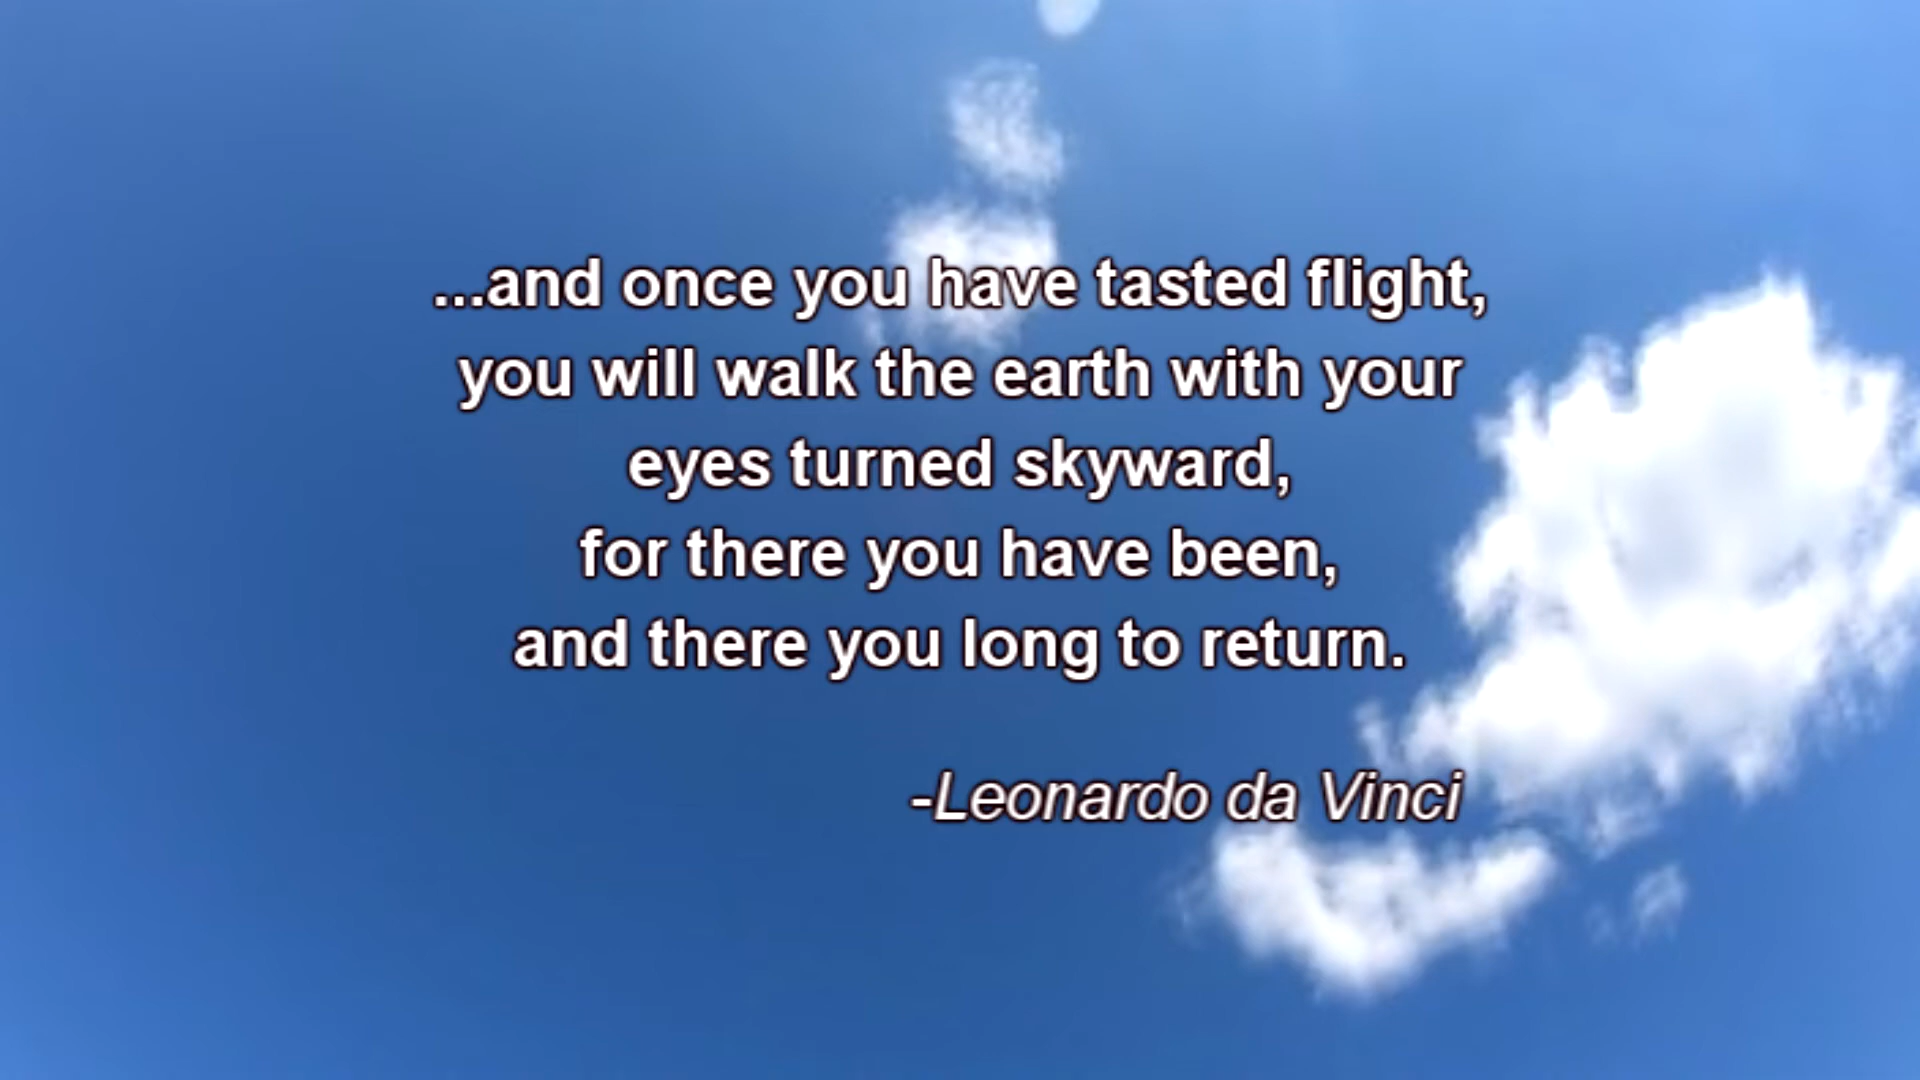 ...and once you have tasted flight,
you will walk the earth with your
eyes turned skyward,
for there you have been,
and there you long to return.
-Leonardo da Vinci